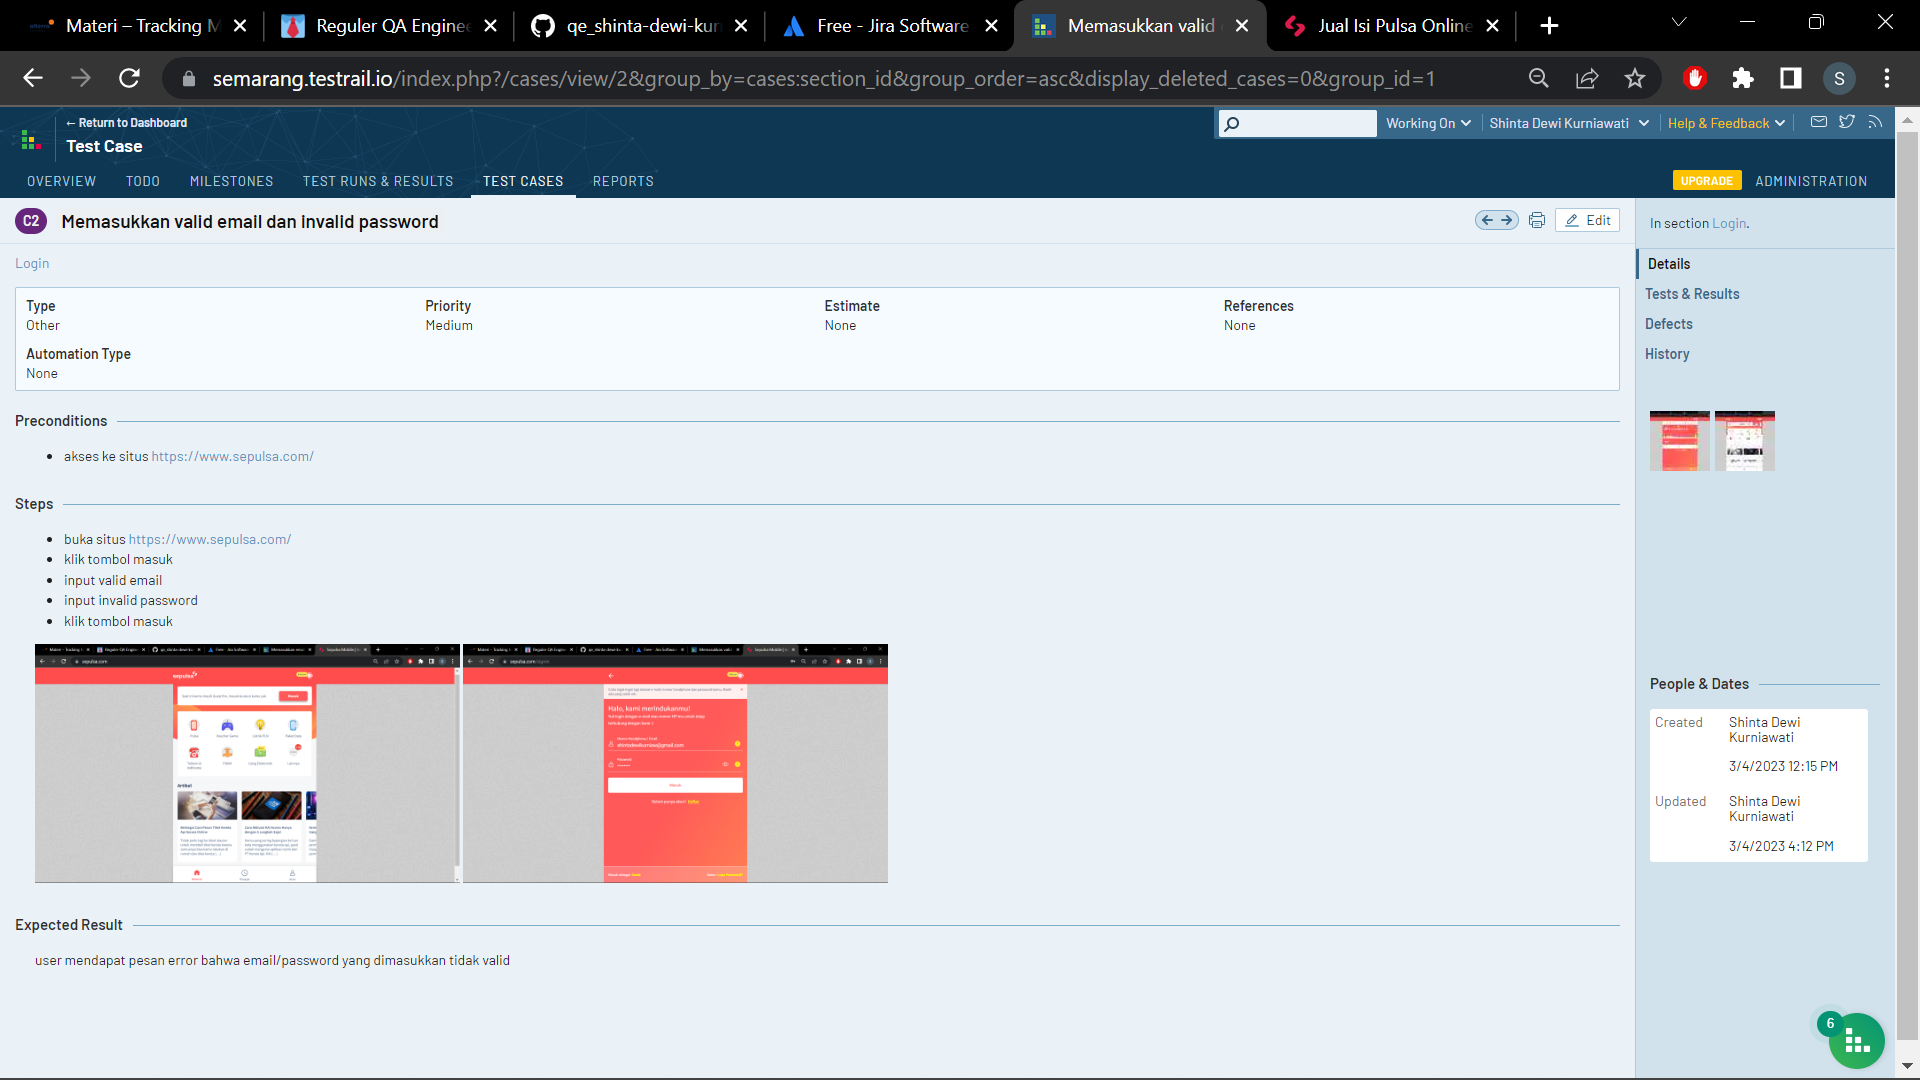 Materi – Tracking M
Reguler QA Enginee
qe_shinta-dewi-kur
Free - Jira Software
Memasukkan valid
Jual Isi Pulsa Online
semarang.testrail.io/index.php?/cases/view/2&group_by=cases:section_id&group_order=asc&display_deleted_cases=0&group_id=1
S
← Return to Dashboard
Test Case
Working On
Shinta Dewi Kurniawati
Help & Feedback
OVERVIEW
TODO
MILESTONES
TEST RUNS & RESULTS
TEST CASES
REPORTS
UPGRADE
ADMINISTRATION
C2
Memasukkan valid email dan invalid password
Edit
Login
Type
Other
Priority
Medium
Estimate
None
References
None
Automation Type
None
Preconditions
akses ke situs https://www.sepulsa.com/
Steps
buka situs https://www.sepulsa.com/
klik tombol masuk
input valid email
input invalid password
klik tombol masuk
sepulsa
Artikel
Halo, kami merindukanmu!
shintadewikurniaw@gmail.com
Masuk
Expected Result
user mendapat pesan error bahwa email/password yang dimasukkan tidak valid
In section Login.
Details
Tests & Results
Defects
History
People & Dates
Created
Shinta Dewi
Kurniawati
3/4/2023 12:15 PM
Updated
Shinta Dewi
Kurniawati
3/4/2023 4:12 PM
6